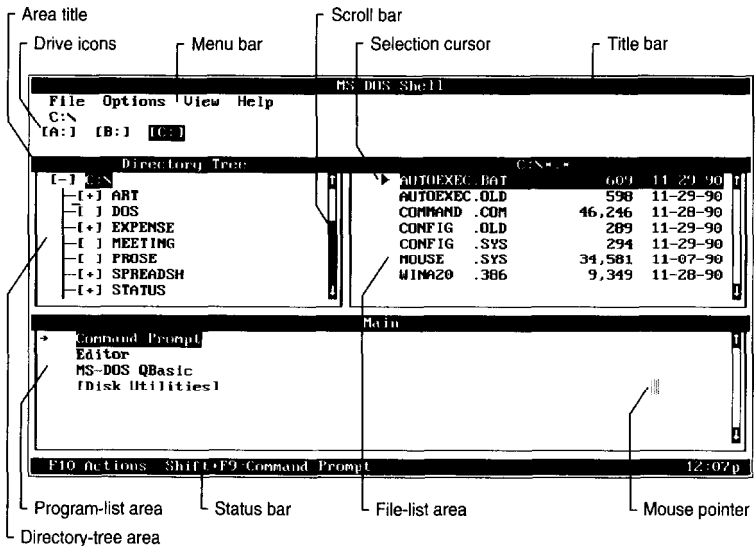 Area title
Scroll bar
Drive icons
Menu bar
Selection cursor
Title bar
MS-DOS Shell
File Options View Help
C:\
[A:] [B:] [C:]
Directory Tree
C:\*.*
[-] C:\
[+] ART
[ ] DOS
[+] EXPENSE
[ ] MEETING
[ ] PROSE
[+] SPREADSH
[+] STATUS
AUTOEXEC.BAT 609 11-29-90
AUTOEXEC.OLD 598 11-29-90
COMMAND .COM 46,246 11-28-90
CONFIG .OLD 209 11-29-90
CONFIG .SYS 294 11-29-90
MOUSE .SYS 34,581 11-07-90
WINA20 .386 9,349 11-28-90
Main
Command Prompt
Editor
MS-DOS QBasic
[Disk Utilities]
F10=Actions Shift+F9=Command Prompt 12:07p
Program-list area
Status bar
File-list area
Mouse pointer
Directory-tree area